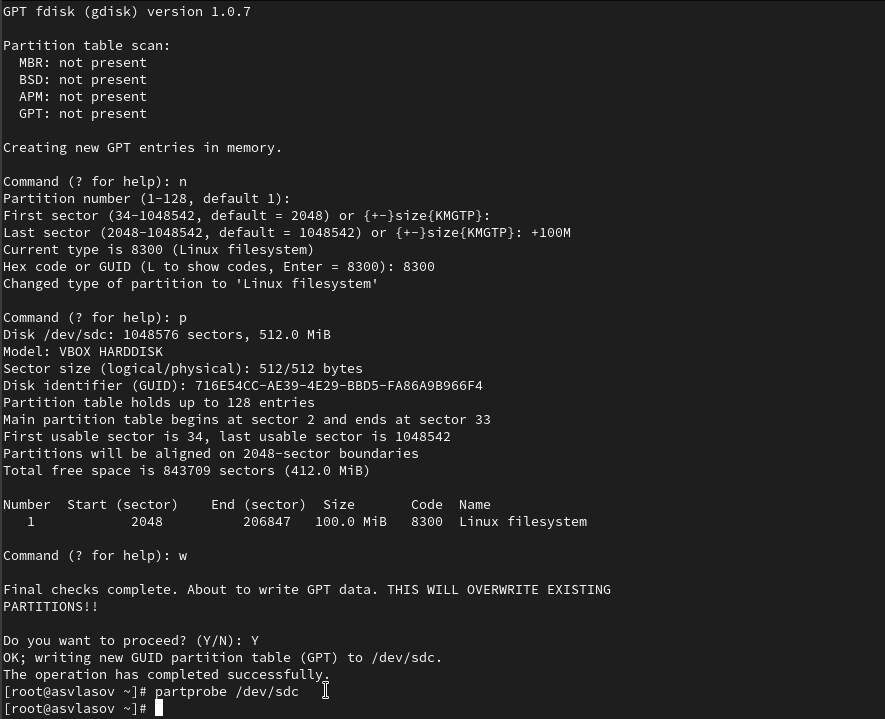 GPT fdisk (gdisk) version 1.0.7
Partition table scan:
  MBR: not present
  BSD: not present
  APM: not present
  GPT: not present
Creating new GPT entries in memory.
Command (? for help): n
Partition number (1-128, default 1):
First sector (34-1048542, default = 2048) or {+-}size{KMGTP}:
Last sector (2048-1048542, default = 1048542) or {+-}size{KMGTP}: +100M
Current type is 8300 (Linux filesystem)
Hex code or GUID (L to show codes, Enter = 8300): 8300
Changed type of partition to 'Linux filesystem'
Command (? for help): p
Disk /dev/sdc: 1048576 sectors, 512.0 MiB
Model: VBOX HARDDISK
Sector size (logical/physical): 512/512 bytes
Disk identifier (GUID): 716E54CC-AE39-4E29-BBD5-FA86A9B966F4
Partition table holds up to 128 entries
Main partition table begins at sector 2 and ends at sector 33
First usable sector is 34, last usable sector is 1048542
Partitions will be aligned on 2048-sector boundaries
Total free space is 843709 sectors (412.0 MiB)
Number  Start (sector)    End (sector)  Size       Code  Name
   1            2048          206847   100.0 MiB   8300  Linux filesystem
Command (? for help): w
Final checks complete. About to write GPT data. THIS WILL OVERWRITE EXISTING
PARTITIONS!!
Do you want to proceed? (Y/N): Y
OK; writing new GUID partition table (GPT) to /dev/sdc.
The operation has completed successfully.
[root@asvlasov ~]# partprobe /dev/sdc
[root@asvlasov ~]#